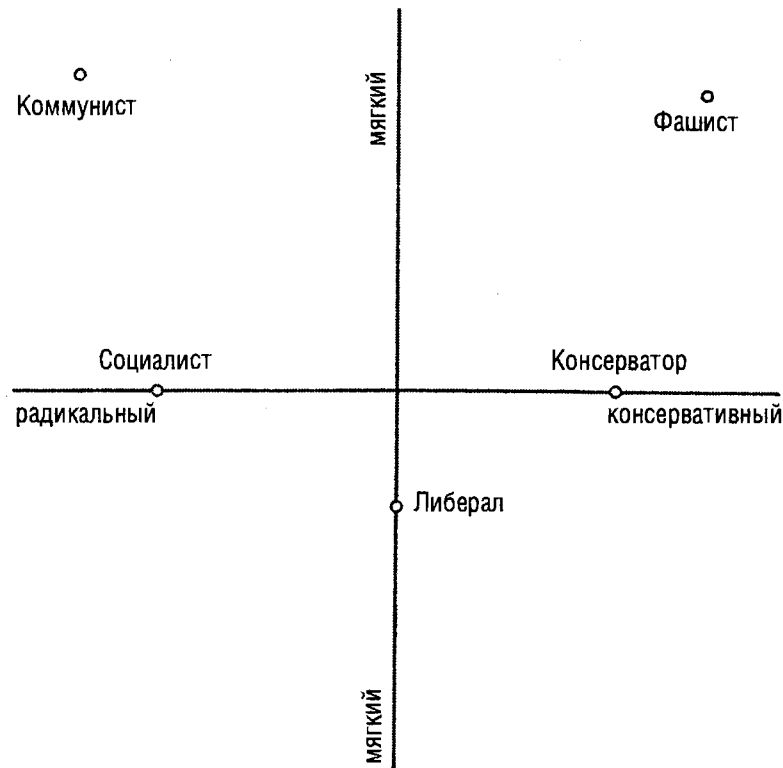 мягкий
Коммунист
Фашист
Социалист
Консерватор
радикальный
консервативный
Либерал
мягкий